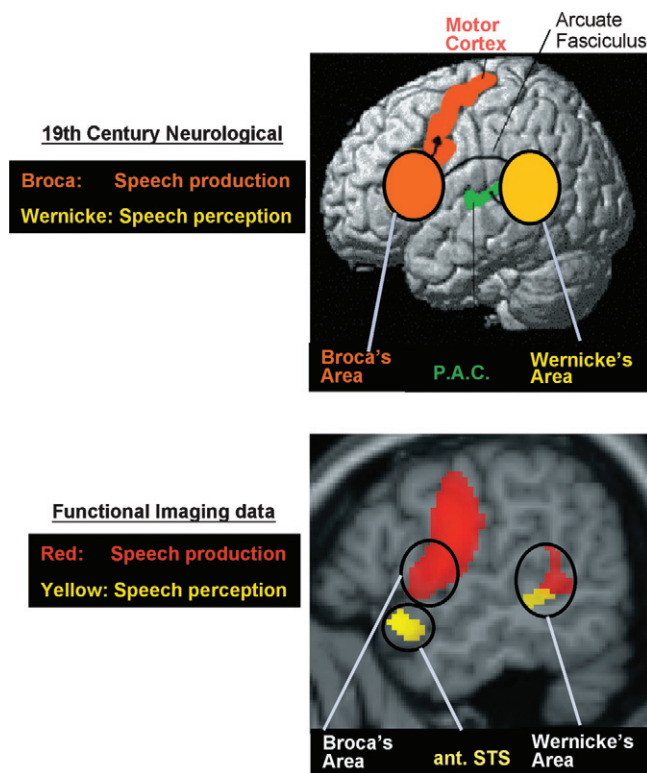 Motor
Cortex
Arcuate
Fasciculus
19th Century Neurological
Broca: Speech production
Wernicke: Speech perception
Broca's
Area
P.A.C.
Wernicke's
Area
Functional Imaging data
Red: Speech production
Yellow: Speech perception
Broca's
Area
ant. STS
Wernicke's
Area